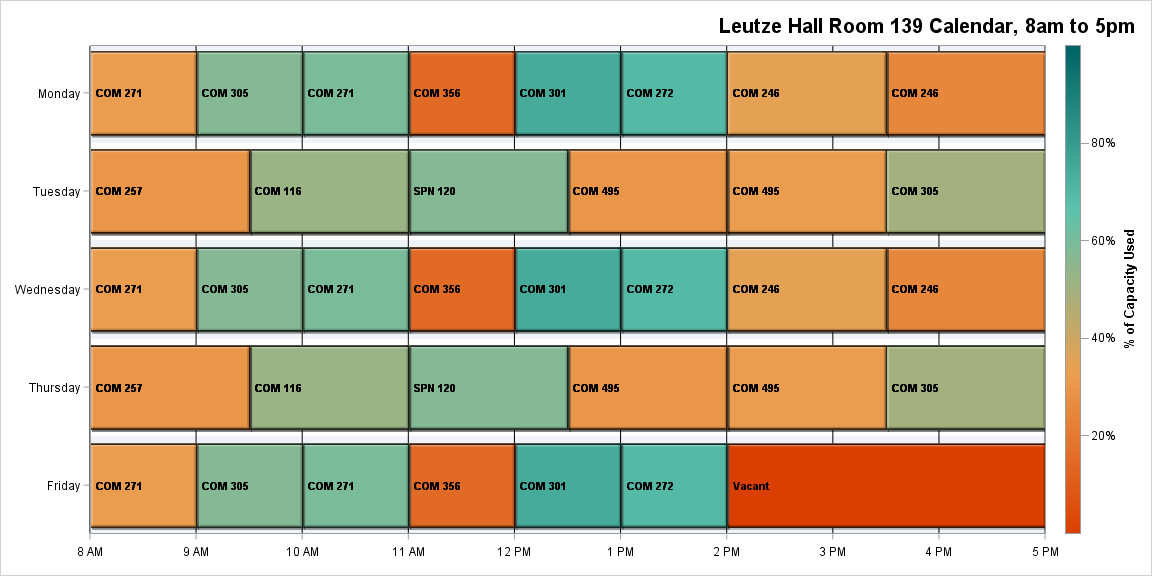 Leutze Hall Room 139 Calendar, 8am to 5pm
Monday
COM 271
COM 305
COM 271
COM 356
COM 301
COM 272
COM 246
COM 246
Tuesday
COM 257
COM 116
SPN 120
COM 495
COM 495
COM 305
Wednesday
COM 271
COM 305
COM 271
COM 356
COM 301
COM 272
COM 246
COM 246
Thursday
COM 257
COM 116
SPN 120
COM 495
COM 495
COM 305
Friday
COM 271
COM 305
COM 271
COM 356
COM 301
COM 272
Vacant
8 AM
9 AM
10 AM
11 AM
12 PM
1 PM
2 PM
3 PM
4 PM
5 PM
80%
60%
40%
20%
% of Capacity Used